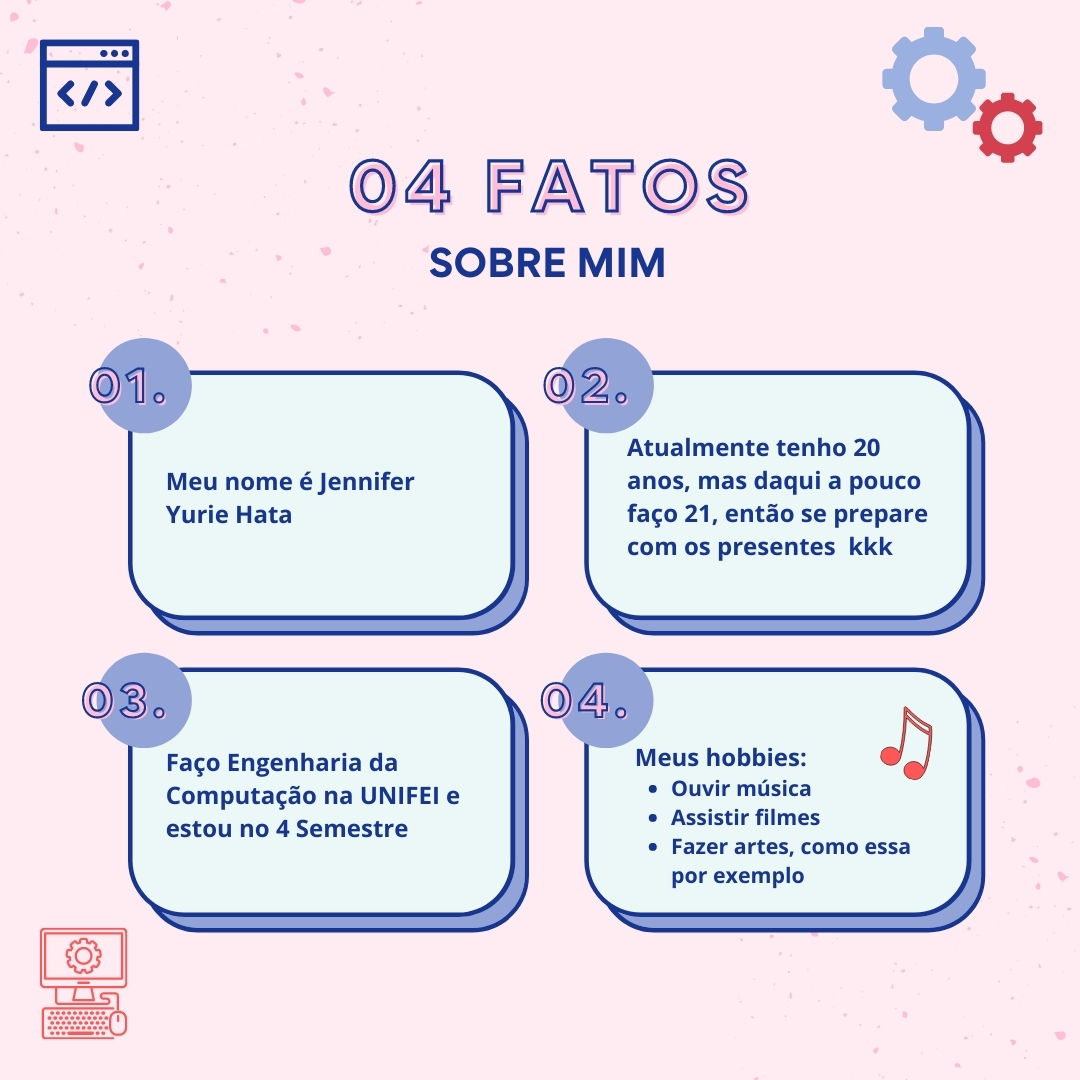 </>
04 FATOS
SOBRE MIM
01.
Meu nome é Jennifer
Yurie Hata
02.
Atualmente tenho 20
anos, mas daqui a pouco
faço 21, então se prepare
com os presentes  kkk
03.
Faço Engenharia da
Computação na UNIFEI e
estou no 4 Semestre
04.
Meus hobbies:
• Ouvir música
• Assistir filmes
• Fazer artes, como essa
por exemplo